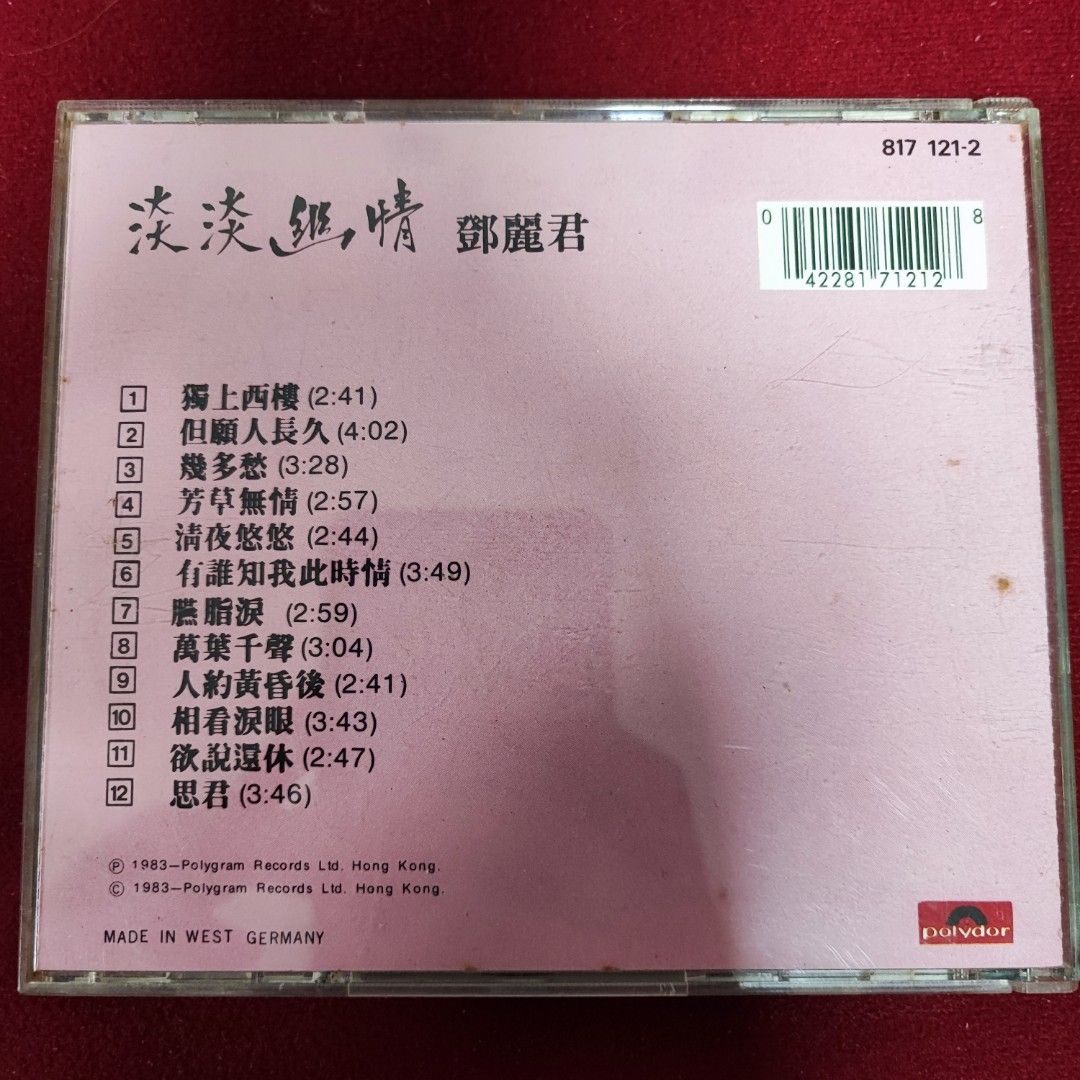 817 121-2
淡淡幽情 鄧麗君
0 42281 71212 8
1 獨上西樓 (2:41)
2 但願人長久 (4:02)
3 幾多愁 (3:28)
4 芳草無情 (2:57)
5 清夜悠悠 (2:44)
6 有誰知我此時情 (3:49)
7 臙脂淚 (2:59)
8 萬葉千聲 (3:04)
9 人約黃昏後 (2:41)
10 相看淚眼 (3:43)
11 欲說還休 (2:47)
12 思君 (3:46)
℗ 1983—Polygram Records Ltd. Hong Kong.
© 1983—Polygram Records Ltd. Hong Kong.
MADE IN WEST GERMANY
polydor